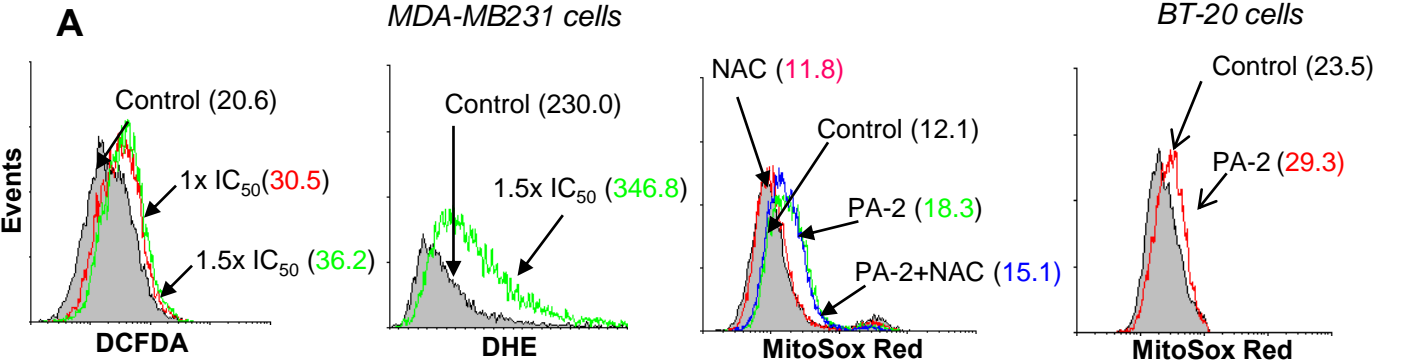 A
MDA-MB231 cells
BT-20 cells
Events
Control (20.6)
1x IC50(30.5)
1.5x IC50 (36.2)
DCFDA
Control (230.0)
1.5x IC50 (346.8)
DHE
NAC (11.8)
Control (12.1)
PA-2 (18.3)
PA-2+NAC (15.1)
MitoSox Red
Control (23.5)
PA-2 (29.3)
MitoSox Red